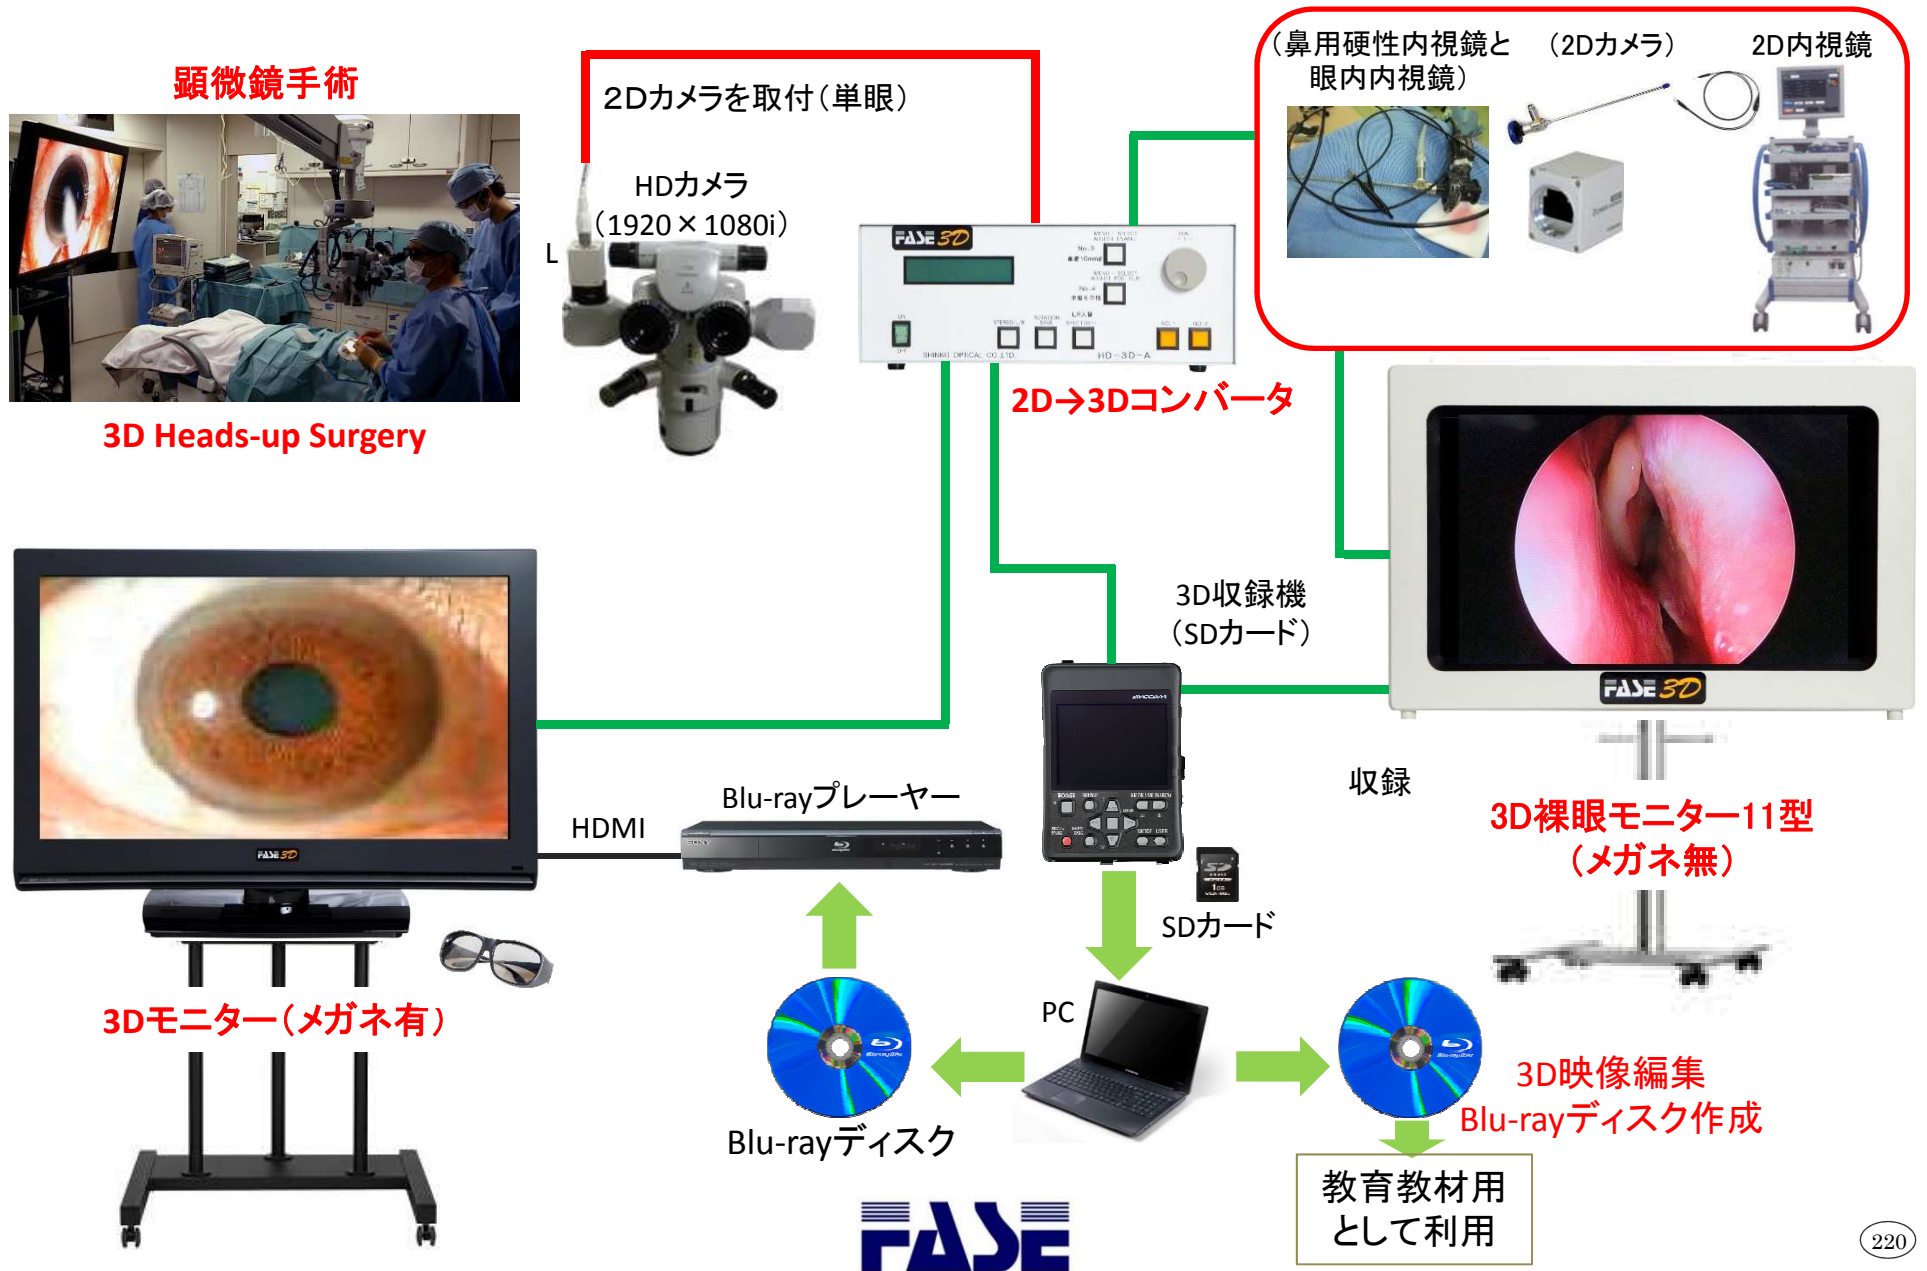 顕微鏡手術
3D Heads-up Surgery
2Dカメラを取付（単眼）
HDカメラ
（1920×1080i）
L
（鼻用硬性内視鏡と
眼内内視鏡）
（2Dカメラ）
2D内視鏡
FASE 3D
SHINKO OPTICAL CO.,LTD.
HD-3D-A
2D→3Dコンバータ
3D収録機
（SDカード）
FASE 3D
収録
3D裸眼モニター11型
（メガネ無）
FASE 3D
HDMI
Blu-rayプレーヤー
SONY
SDカード
3Dモニター（メガネ有）
PC
Blu-rayディスク
3D映像編集
Blu-rayディスク作成
教育教材用
として利用
FASE
220